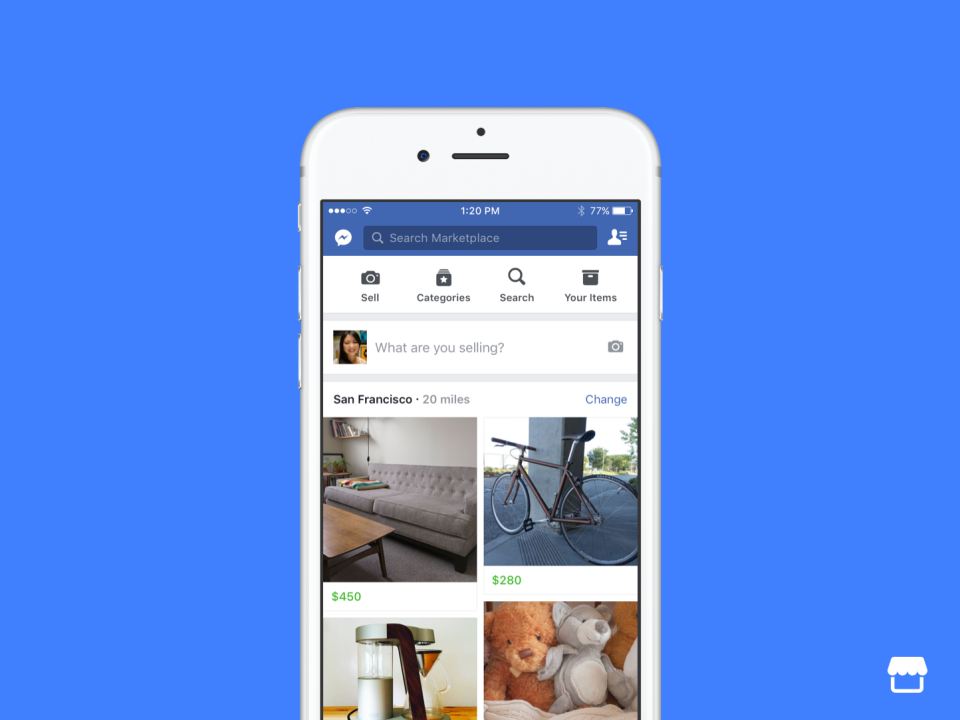 1:20 PM
77%
Search Marketplace
Sell
Categories
Search
Your Items
What are you selling?
San Francisco · 20 miles
Change
$450
$280